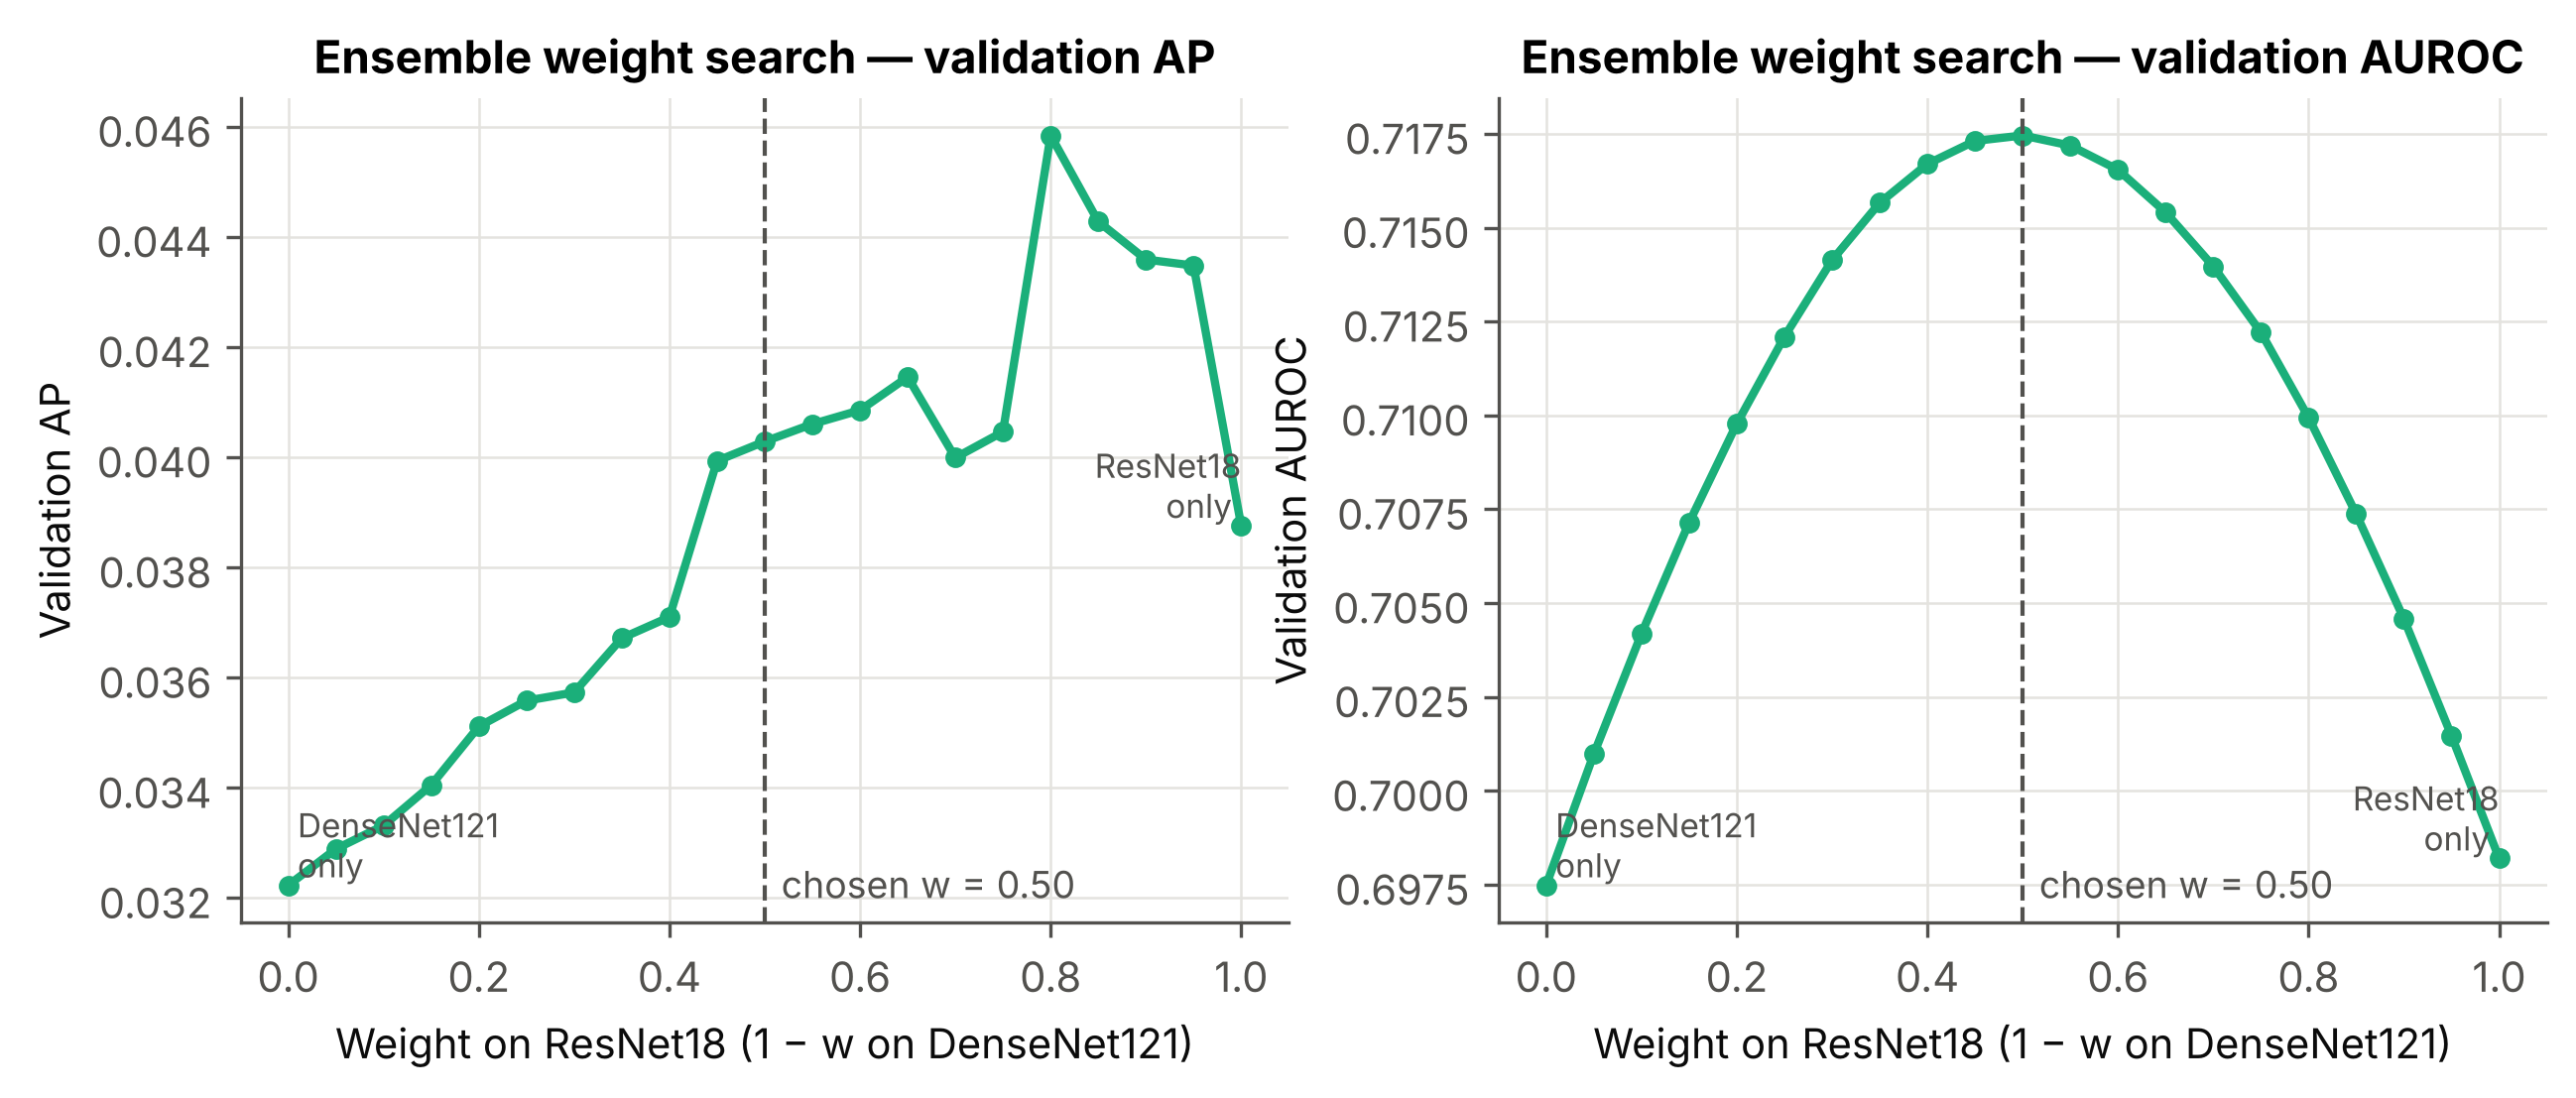 Ensemble weight search — validation AP
Validation AP
0.046
0.044
0.042
0.040
0.038
0.036
0.034
0.032
DenseNet121
only
ResNet18
only
chosen w = 0.50
0.0 0.2 0.4 0.6 0.8 1.0
Weight on ResNet18 (1 − w on DenseNet121)
Ensemble weight search — validation AUROC
Validation AUROC
0.7175
0.7150
0.7125
0.7100
0.7075
0.7050
0.7025
0.7000
0.6975
DenseNet121
only
ResNet18
only
chosen w = 0.50
0.0 0.2 0.4 0.6 0.8 1.0
Weight on ResNet18 (1 − w on DenseNet121)